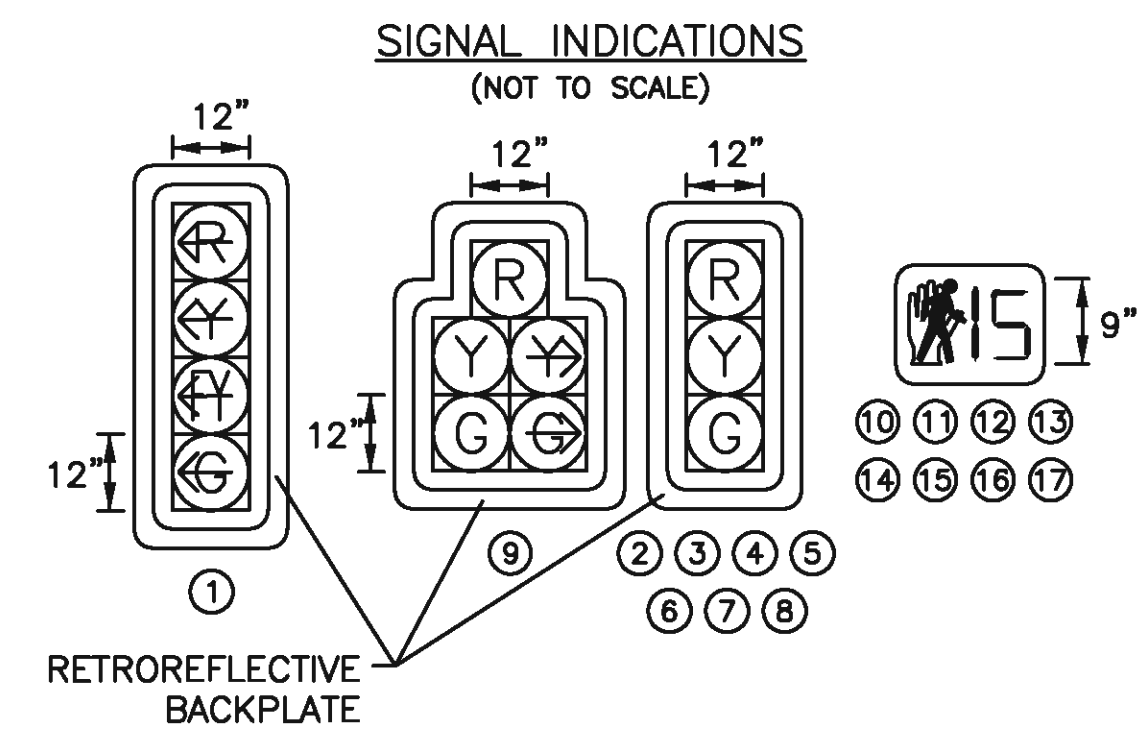 SIGNAL INDICATIONS
(NOT TO SCALE)
12"
12"
12"
R
Y
FY
G
12"
R
Y Y
G G
12"
R
Y
G
15
9"
1
9
2 3 4 5
6 7 8
10 11 12 13
14 15 16 17
RETROREFLECTIVE
BACKPLATE